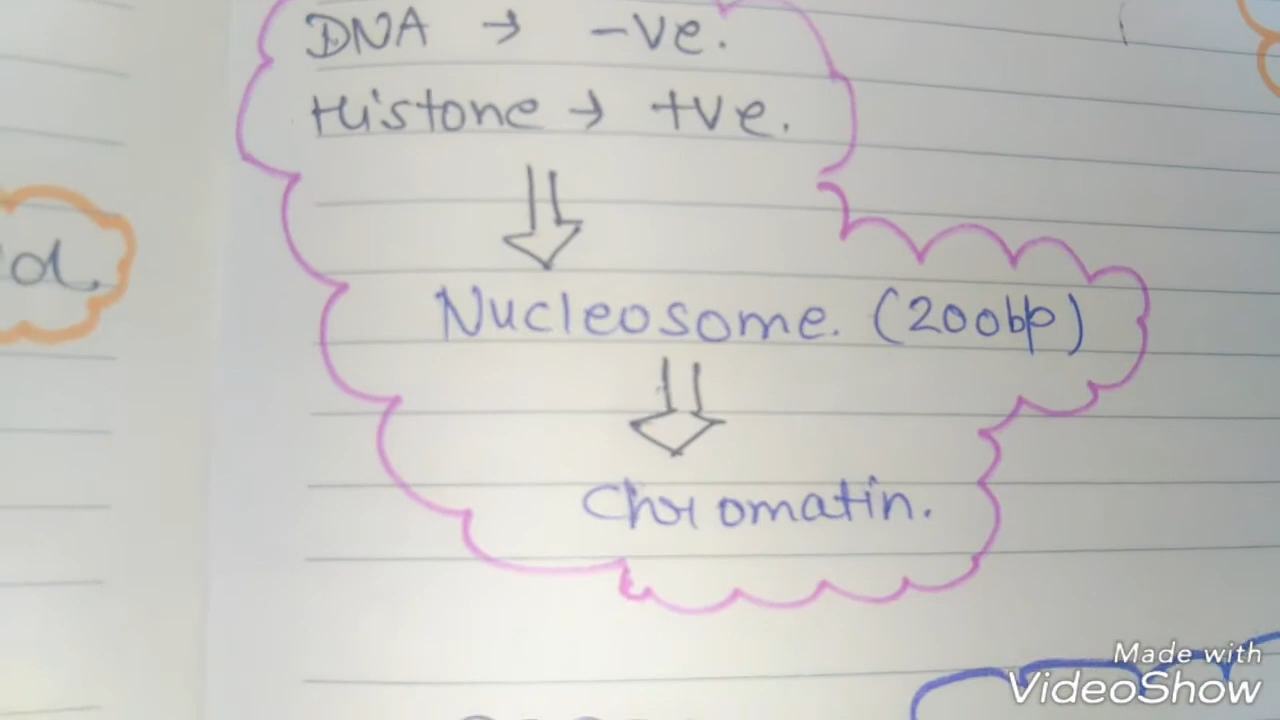 DNA → -ve.
Histone → +ve.
⇓
Nucleosome. (200bp)
⇓
Chromatin.
d.
Made with
VideoShow